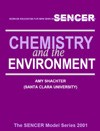 SENCER
CHEMISTRY
and the
ENVIRONMENT
AMY SHACHTER
(SANTA CLARA UNIVERSITY)
The SENCER Model Series 2001